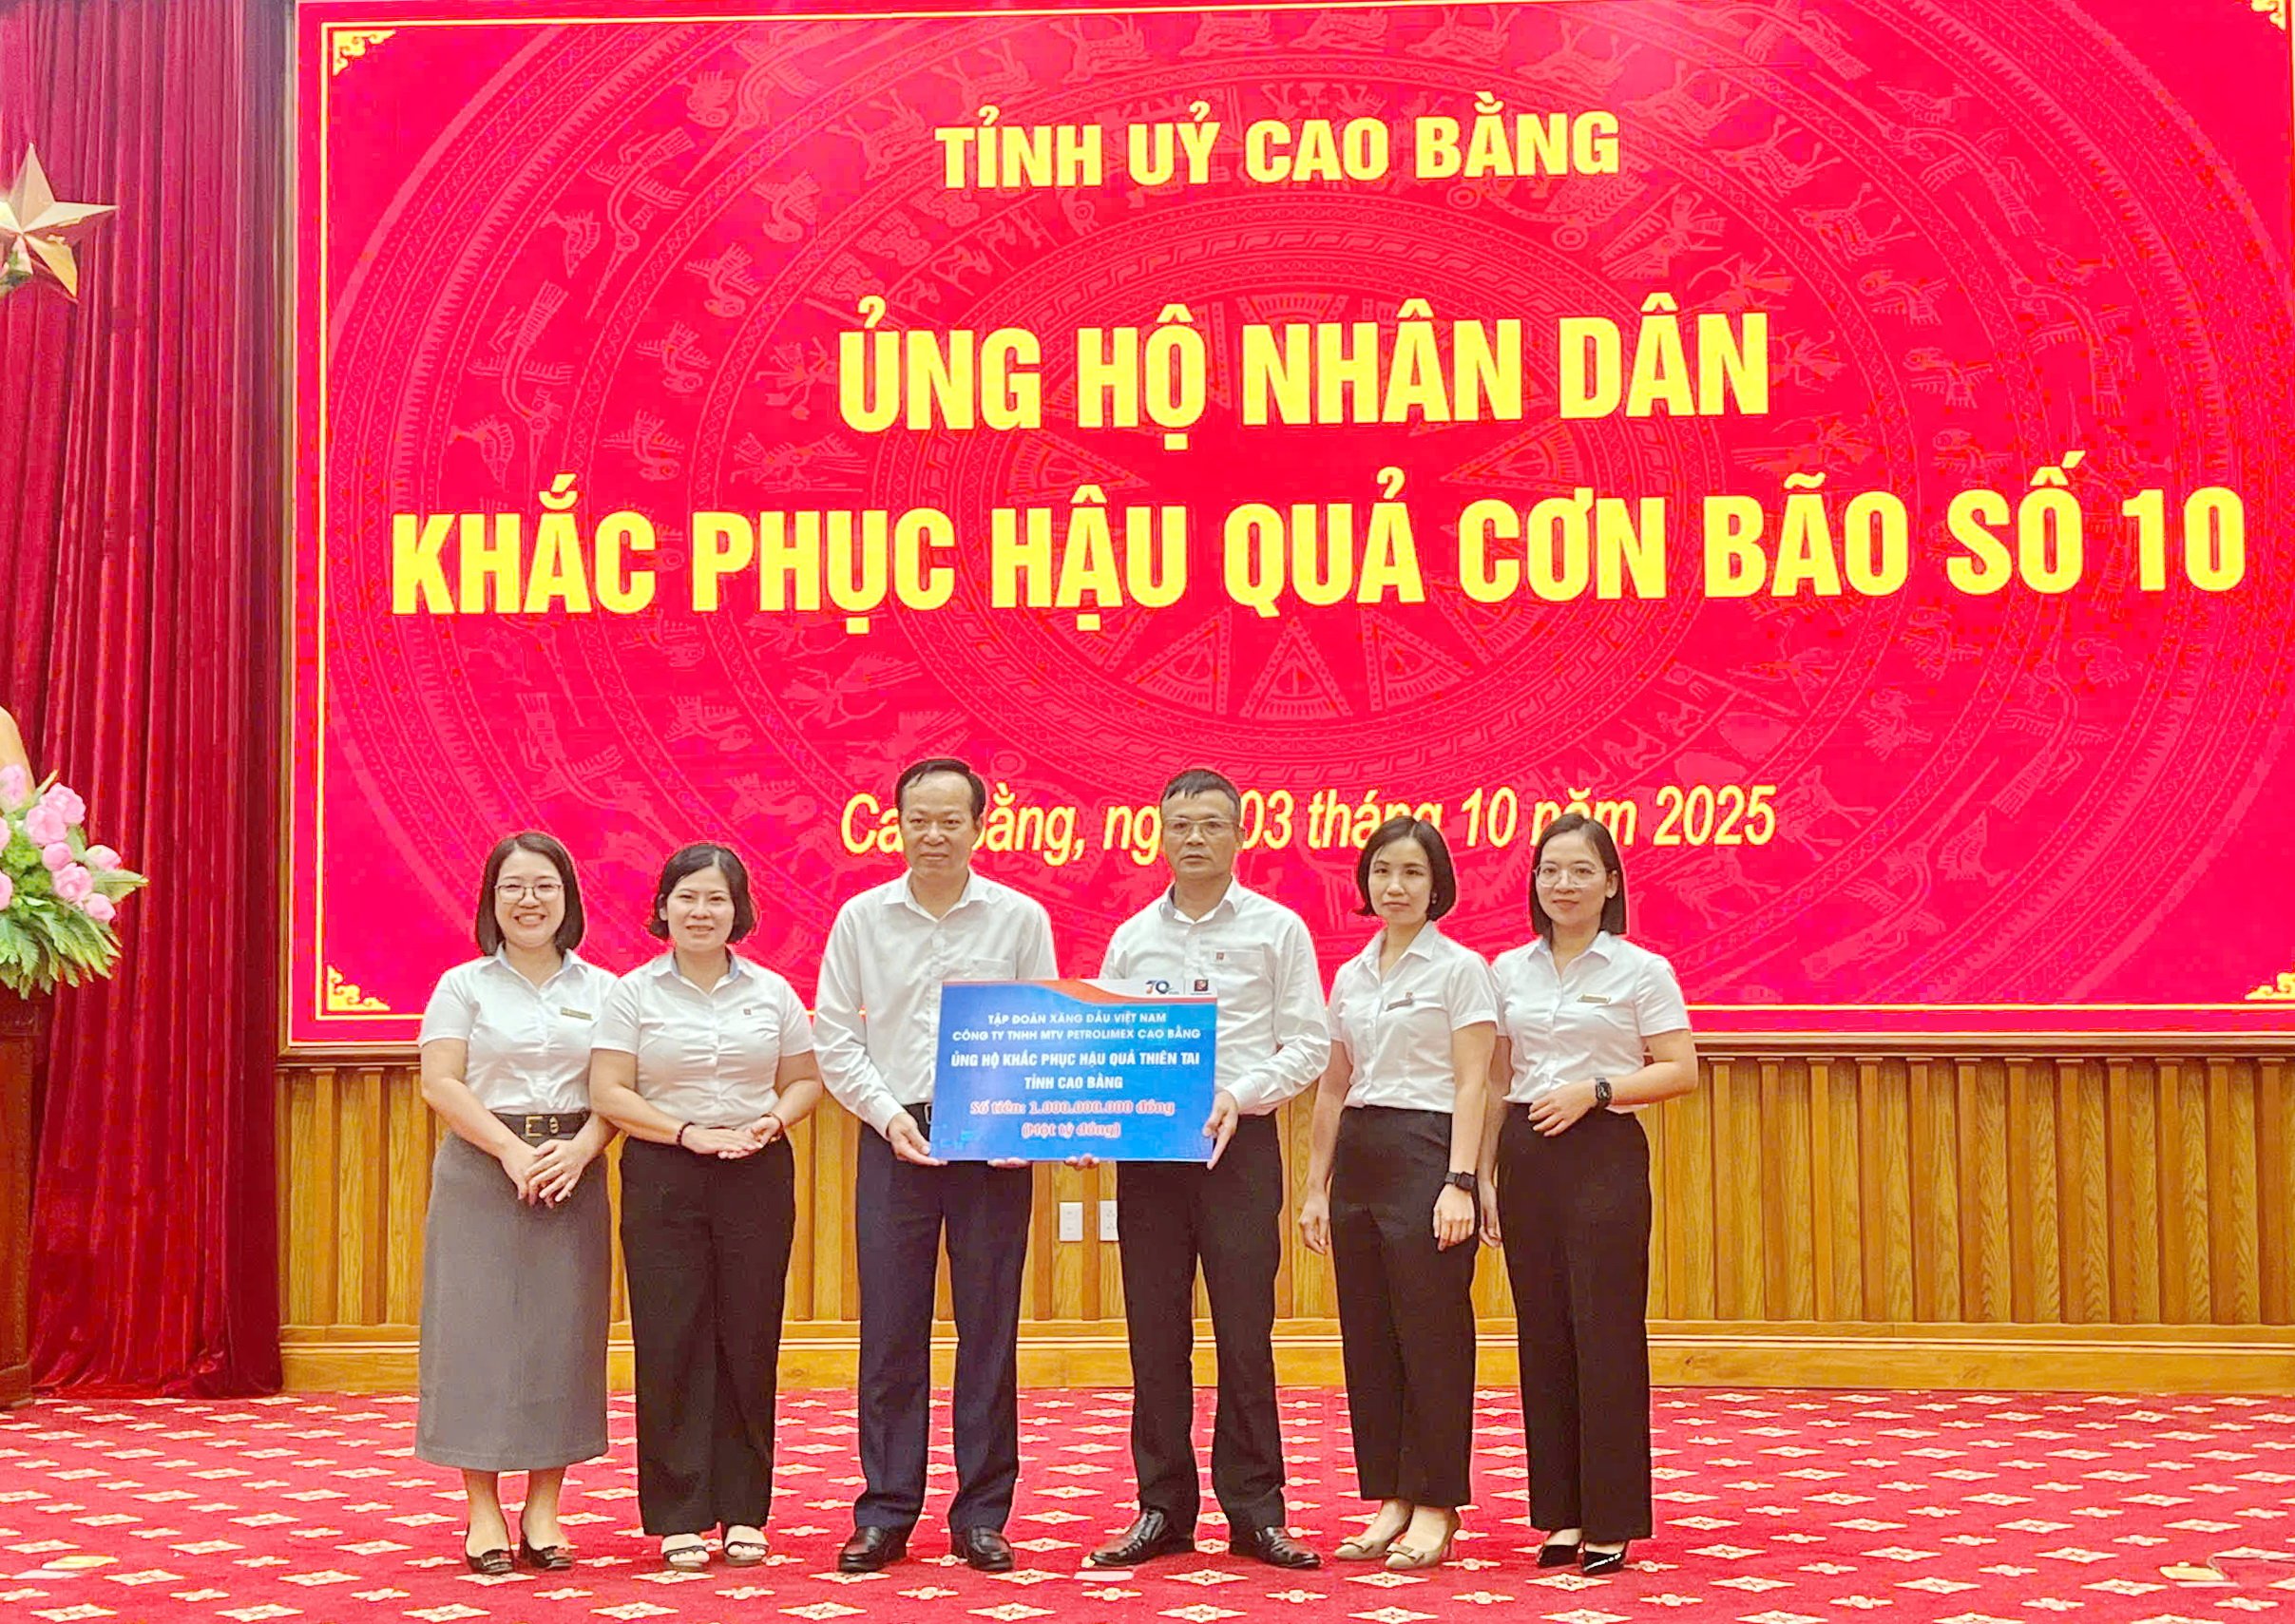 TỈNH UỶ CAO BẰNG
ỦNG HỘ NHÂN DÂN
KHẮC PHỤC HẬU QUẢ CƠN BÃO SỐ 10
03 tháng 10 năm 2025
70
TẬP ĐOÀN XĂNG DẦU VIỆT NAM
CÔNG TY TNHH MTV PETROLIMEX CAO BẰNG
ỦNG HỘ KHẮC PHỤC HẬU QUẢ THIÊN TAI
TỈNH CAO BẰNG
Số tiền: 1.000.000.000 đồng
(Một tỷ đồng)